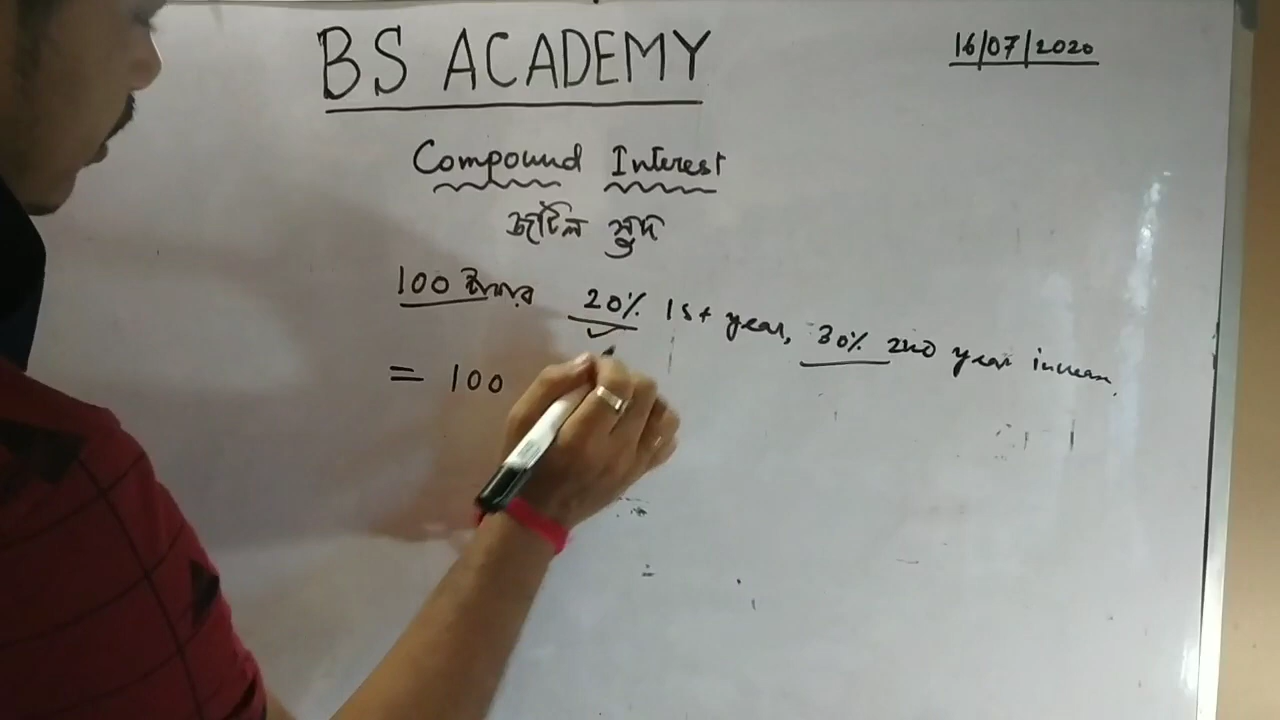 BS ACADEMY
16/07/2020
Compound Interest
জটিল সুদ
100 টাকার 20% 1st year, 30% 2nd year increase.
= 100